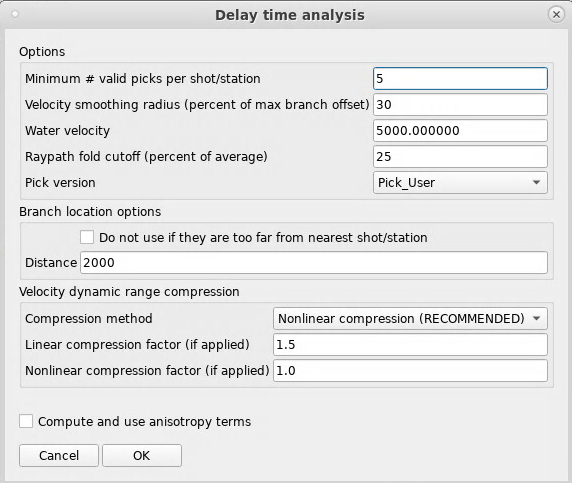 Delay time analysis
Options
Minimum # valid picks per shot/station 5
Velocity smoothing radius (percent of max branch offset) 30
Water velocity 5000.000000
Raypath fold cutoff (percent of average) 25
Pick version Pick_User
Branch location options
Do not use if they are too far from nearest shot/station
Distance 2000
Velocity dynamic range compression
Compression method Nonlinear compression (RECOMMENDED)
Linear compression factor (if applied) 1.5
Nonlinear compression factor (if applied) 1.0
Compute and use anisotropy terms
Cancel OK